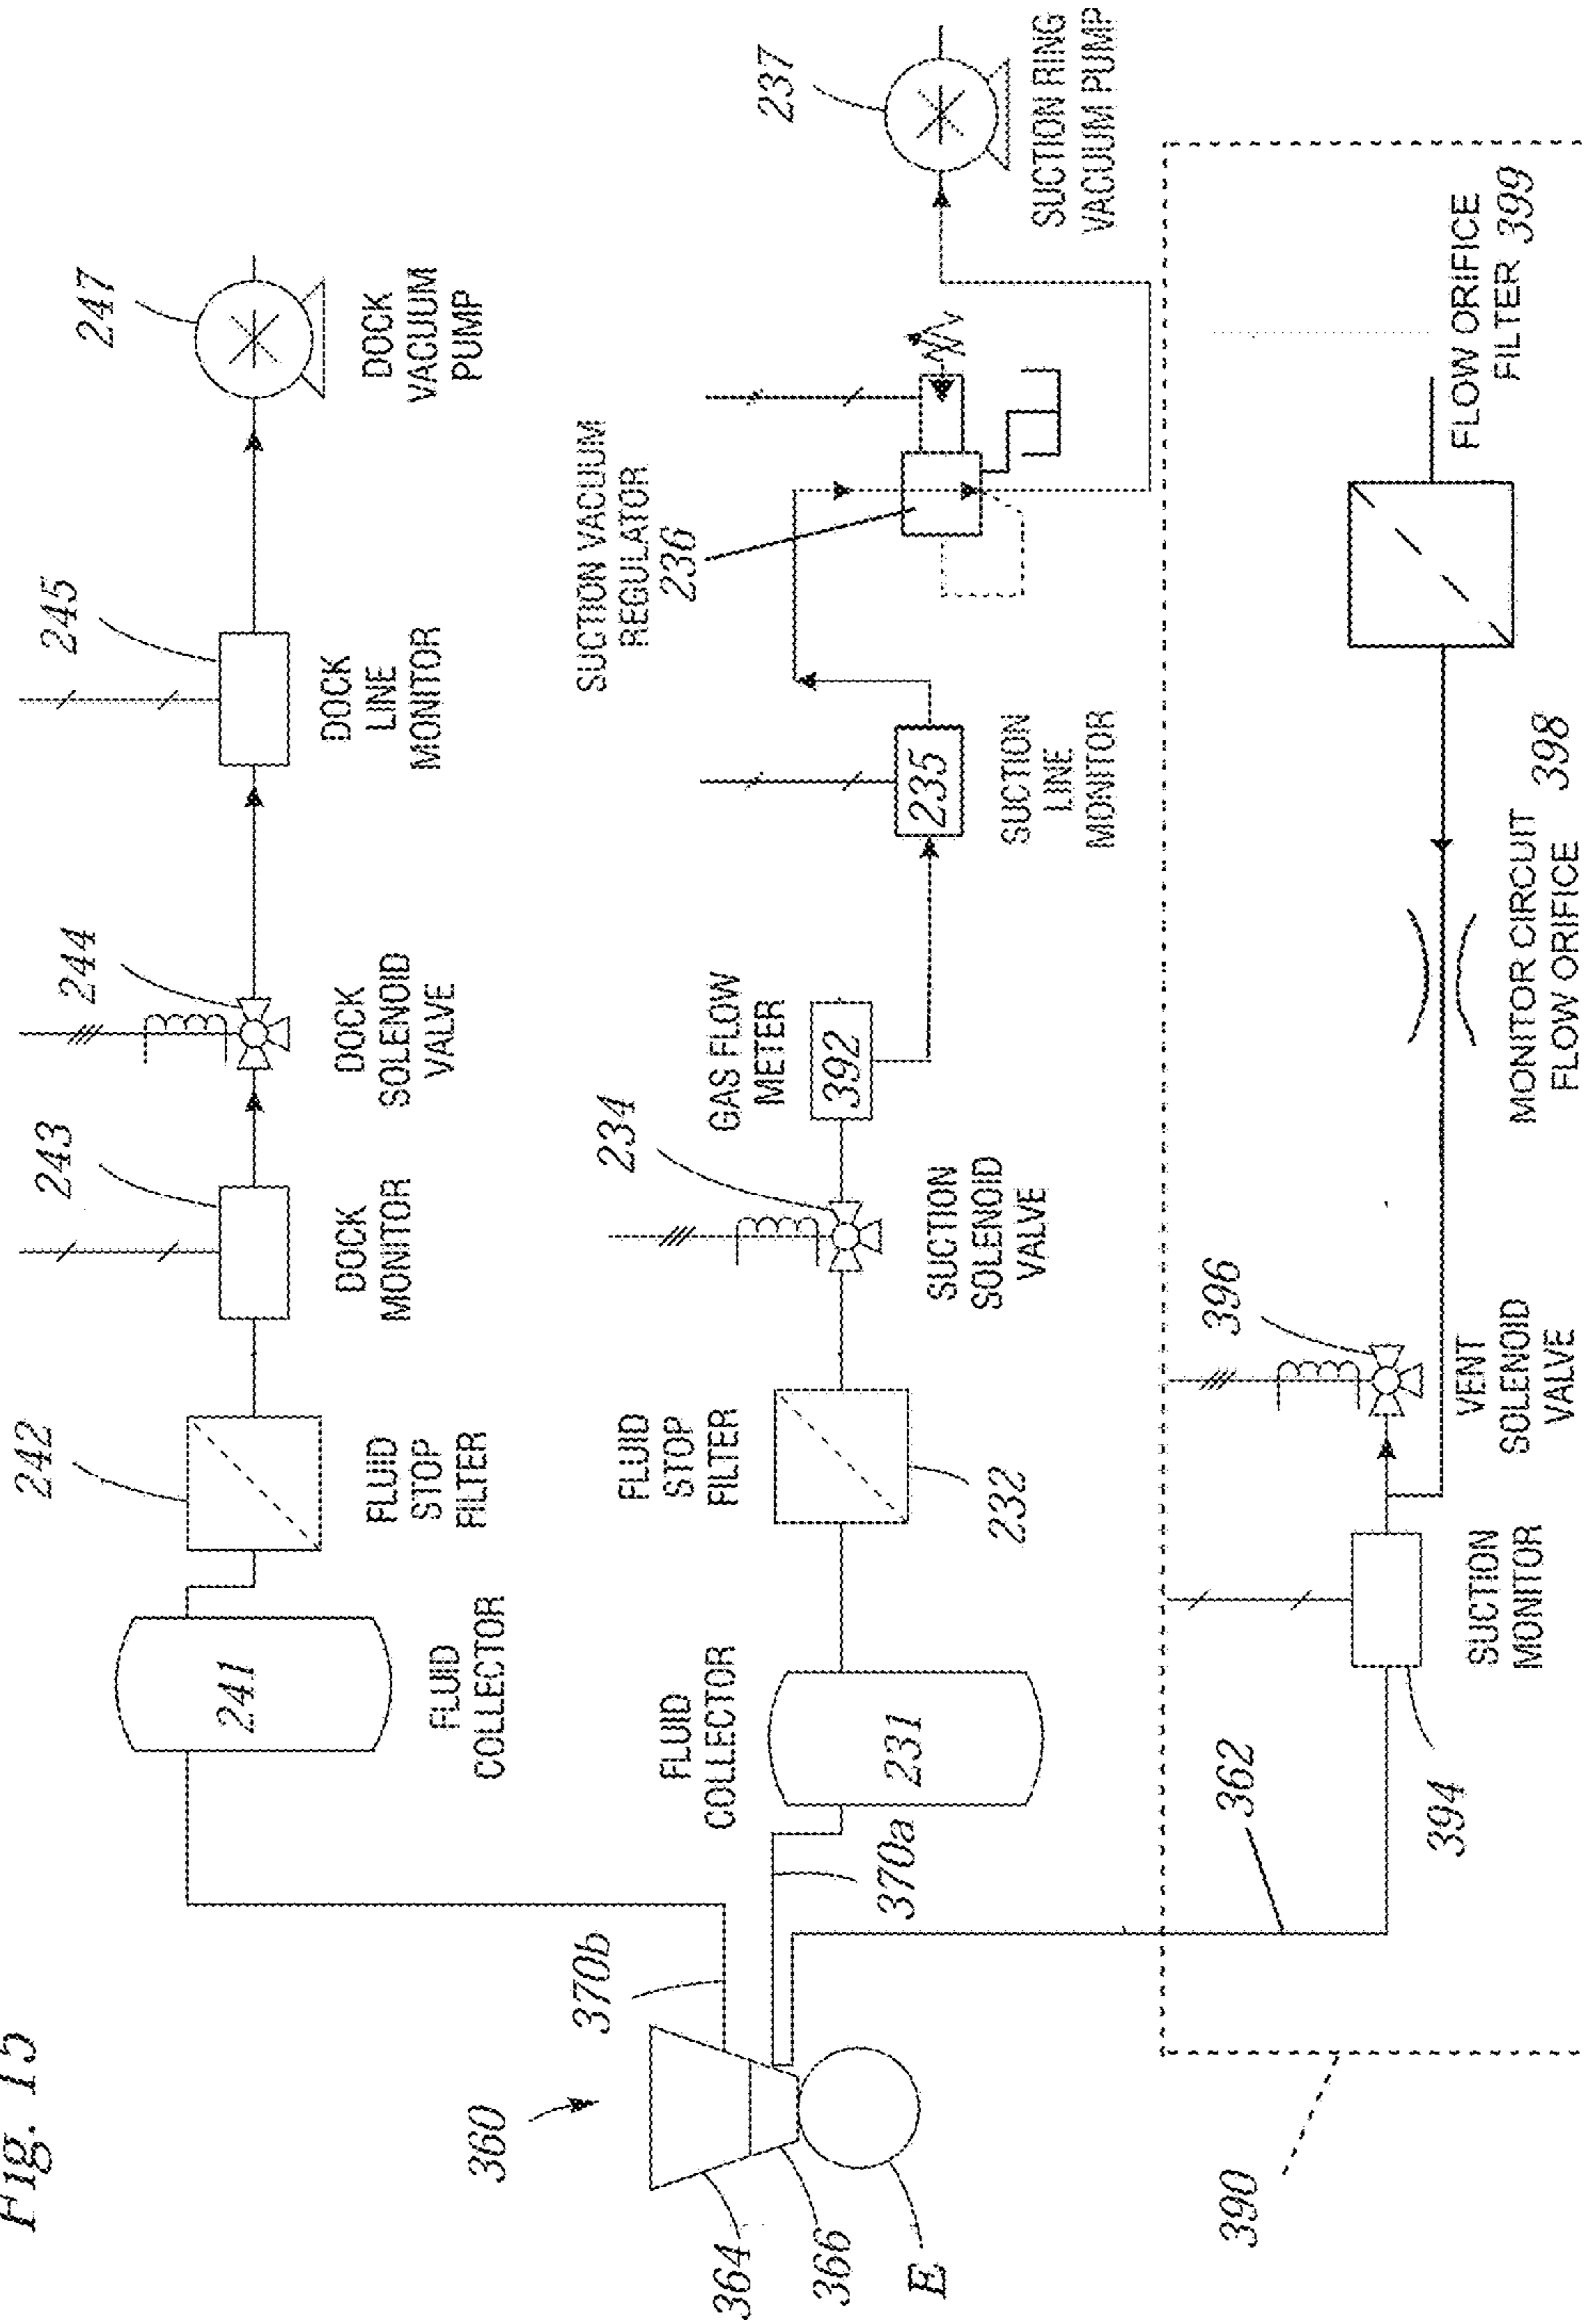 Fig. 15
247
DOCK
VACUUM
PUMP
245
DOCK
LINE
MONITOR
244
DOCK
SOLENOID
VALVE
243
DOCK
MONITOR
242
FLUID
STOP
FILTER
241
FLUID
COLLECTOR
237
SUCTION RING
VACUUM PUMP
SUCTION VACUUM
REGULATOR
236
235
SUCTION
LINE
MONITOR
GAS FLOW
METER
392
234
SUCTION
SOLENOID
VALVE
FLUID
STOP
FILTER
232
FLUID
COLLECTOR
231
370a
370b
360
364
366
E
362
390
394
SUCTION
MONITOR
396
VENT
SOLENOID
VALVE
MONITOR CIRCUIT 398
FLOW ORIFICE
FLOW ORIFICE
FILTER 399